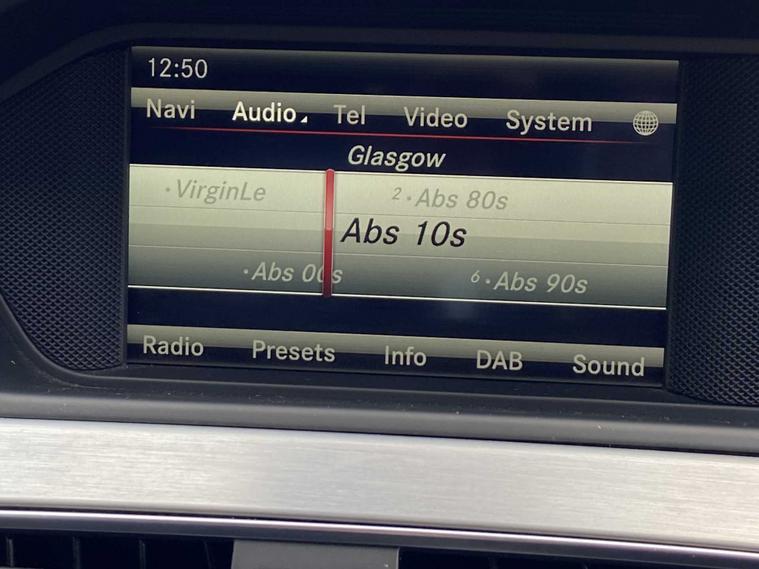 12:50
Navi Audio Tel Video System
Glasgow
·VirginLe 2·Abs 80s
Abs 10s
·Abs 00s 6·Abs 90s
Radio Presets Info DAB Sound